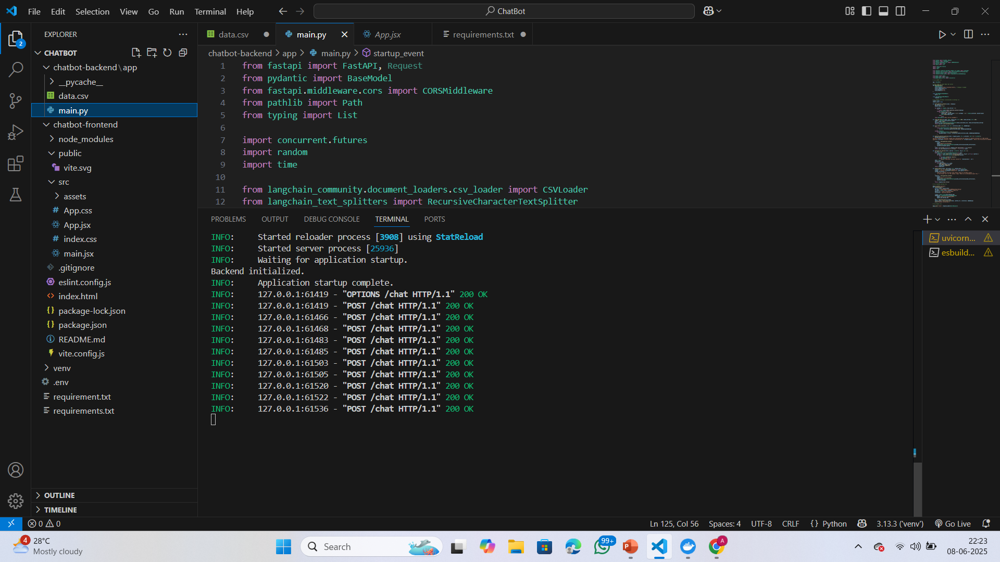 File Edit Selection View Go Run Terminal Help
ChatBot
EXPLORER
CHATBOT
chatbot-backend\app
__pycache__
data.csv
main.py
chatbot-frontend
node_modules
public
vite.svg
src
assets
App.css
App.jsx
index.css
main.jsx
.gitignore
eslint.config.js
index.html
package-lock.json
package.json
README.md
vite.config.js
venv
.env
requirement.txt
requirements.txt
OUTLINE
TIMELINE
2
data.csv main.py App.jsx requirements.txt
chatbot-backend > app > main.py > startup_event
1 from fastapi import FastAPI, Request
2 from pydantic import BaseModel
3 from fastapi.middleware.cors import CORSMiddleware
4 from pathlib import Path
5 from typing import List
6
7 import concurrent.futures
8 import random
9 import time
10
11 from langchain_community.document_loaders.csv_loader import CSVLoader
12 from langchain_text_splitters import RecursiveCharacterTextSplitter
PROBLEMS OUTPUT DEBUG CONSOLE TERMINAL PORTS
INFO: Started reloader process [3908] using StatReload
INFO: Started server process [25936]
INFO: Waiting for application startup.
Backend initialized.
INFO: Application startup complete.
INFO: 127.0.0.1:61419 - "OPTIONS /chat HTTP/1.1" 200 OK
INFO: 127.0.0.1:61419 - "POST /chat HTTP/1.1" 200 OK
INFO: 127.0.0.1:61466 - "POST /chat HTTP/1.1" 200 OK
INFO: 127.0.0.1:61468 - "POST /chat HTTP/1.1" 200 OK
INFO: 127.0.0.1:61483 - "POST /chat HTTP/1.1" 200 OK
INFO: 127.0.0.1:61485 - "POST /chat HTTP/1.1" 200 OK
INFO: 127.0.0.1:61503 - "POST /chat HTTP/1.1" 200 OK
INFO: 127.0.0.1:61505 - "POST /chat HTTP/1.1" 200 OK
INFO: 127.0.0.1:61520 - "POST /chat HTTP/1.1" 200 OK
INFO: 127.0.0.1:61522 - "POST /chat HTTP/1.1" 200 OK
INFO: 127.0.0.1:61536 - "POST /chat HTTP/1.1" 200 OK
uvicorn...
esbuild...
0 0 Ln 125, Col 56 Spaces: 4 UTF-8 CRLF {} Python 3.13.3 ('venv') Go Live
4 28°C
Mostly cloudy
Search
99+
A
22:23
08-06-2025